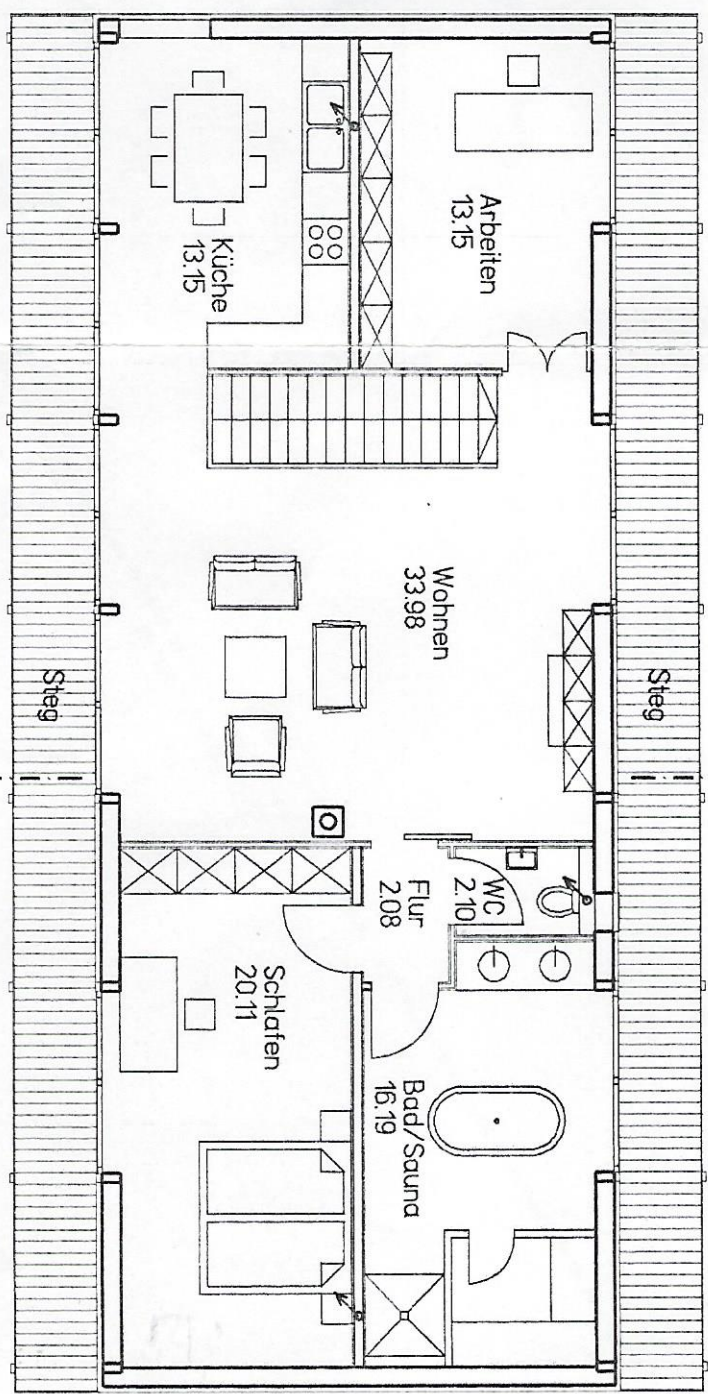 Arbeiten
13.15
Küche
13.15
Wohnen
33.98
Steg
Steg
WC
2.10
Flur
2.08
Schlafen
20.11
Bad/Sauna
16.19